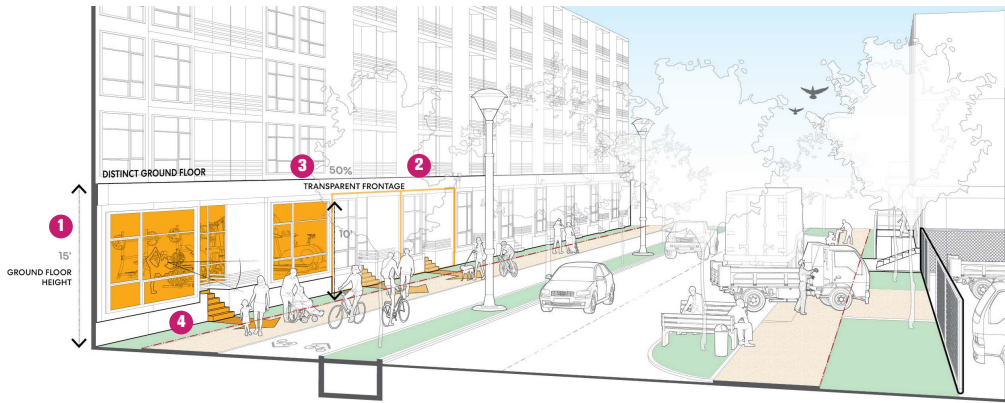 DISTINCT GROUND FLOOR
3
50%
2
TRANSPARENT FRONTAGE
1
15'
GROUND FLOOR
HEIGHT
10'
4